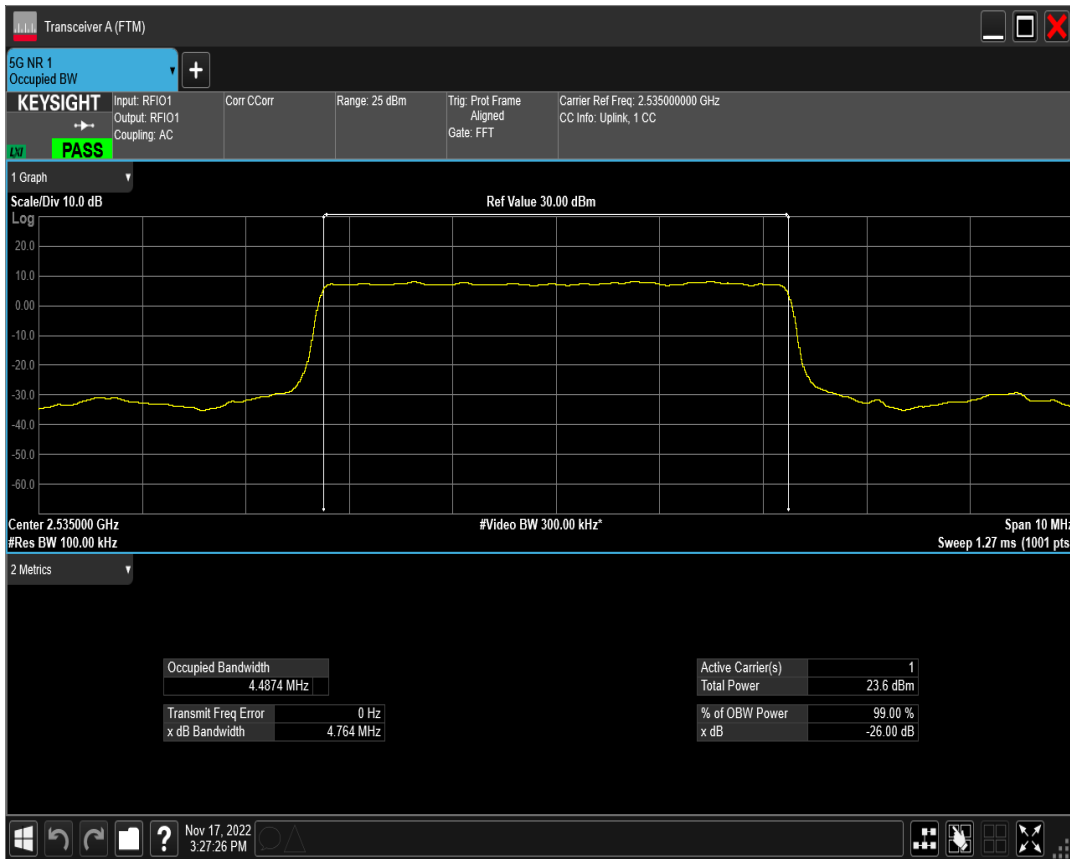 Transceiver A (FTM)
5G NR 1
Occupied BW
+
KEYSIGHT
LXI
PASS
Input: RFIO1
Output: RFIO1
Coupling: AC
Corr CCorr
Range: 25 dBm
Trig: Prot Frame
Aligned
Gate: FFT
Carrier Ref Freq: 2.535000000 GHz
CC Info: Uplink, 1 CC
1 Graph
Scale/Div 10.0 dB
Ref Value 30.00 dBm
Log
20.0
10.0
0.00
-10.0
-20.0
-30.0
-40.0
-50.0
-60.0
Center 2.535000 GHz
#Video BW 300.00 kHz*
Span 10 MHz
#Res BW 100.00 kHz
Sweep 1.27 ms (1001 pts
2 Metrics
Occupied Bandwidth
4.4874 MHz
Transmit Freq Error 0 Hz
x dB Bandwidth 4.764 MHz
Active Carrier(s) 1
Total Power 23.6 dBm
% of OBW Power 99.00 %
x dB -26.00 dB
?
Nov 17, 2022
3:27:26 PM